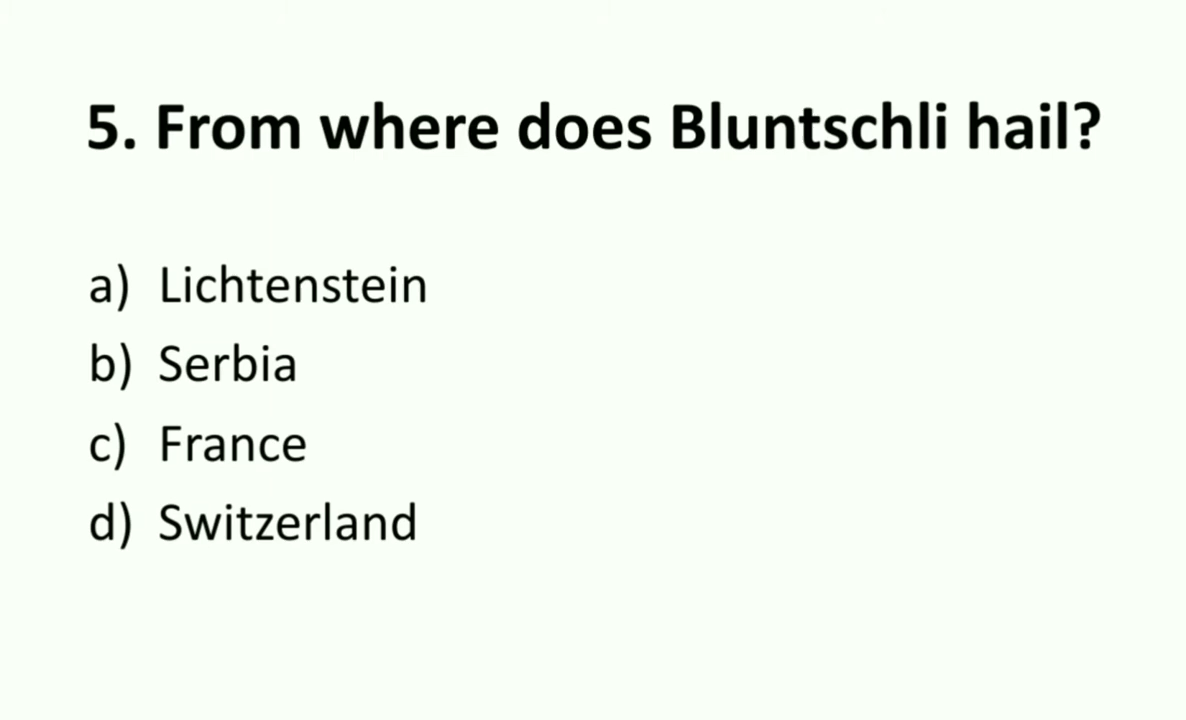 5. From where does Bluntschli hail?
a) Lichtenstein
b) Serbia
c) France
d) Switzerland